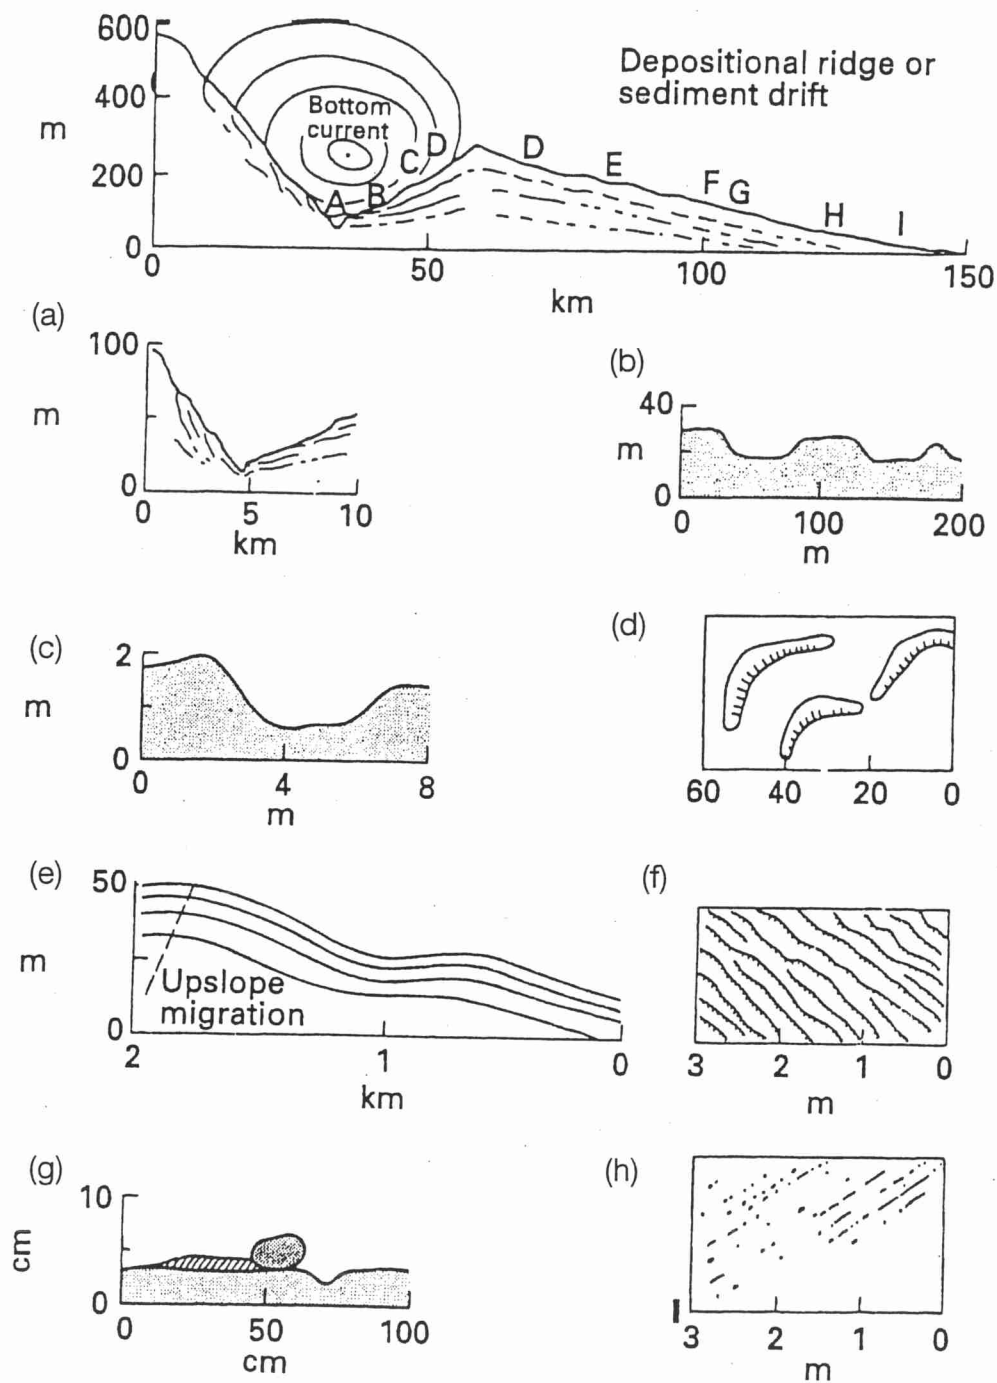 600
400
m
200
0
0
50
100
150
km
Depositional ridge or
sediment drift
Bottom
current
A
B
C
D
D
E
F
G
H
I
(a)
100
m
0
0
5
10
km
(b)
40
m
0
0
100
200
m
(c)
2
m
0
0
4
8
m
(d)
60
40
20
0
(e)
50
m
0
Upslope
migration
2
1
0
km
(f)
3
2
1
0
m
(g)
10
cm
0
0
50
100
cm
(h)
3
2
1
0
m